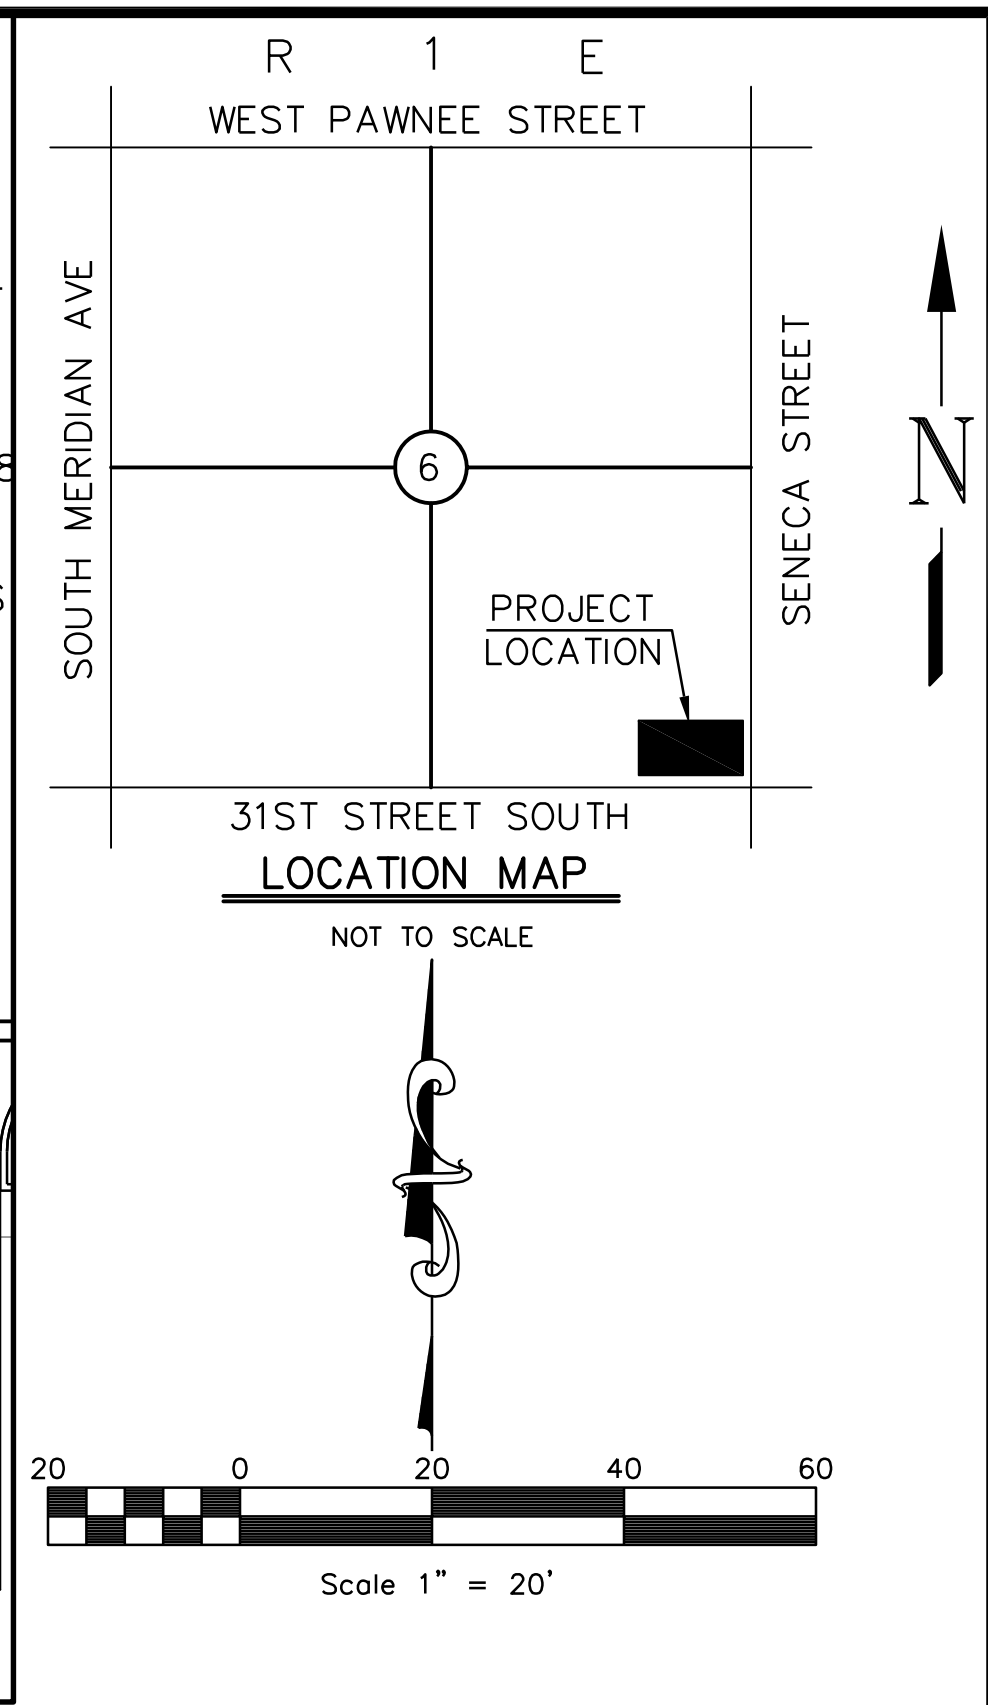 R 1 E
WEST PAWNEE STREET
SOUTH MERIDIAN AVE
SENECA STREET
N
6
PROJECT
LOCATION
31ST STREET SOUTH
LOCATION MAP
NOT TO SCALE
20 0 20 40 60
Scale 1" = 20'